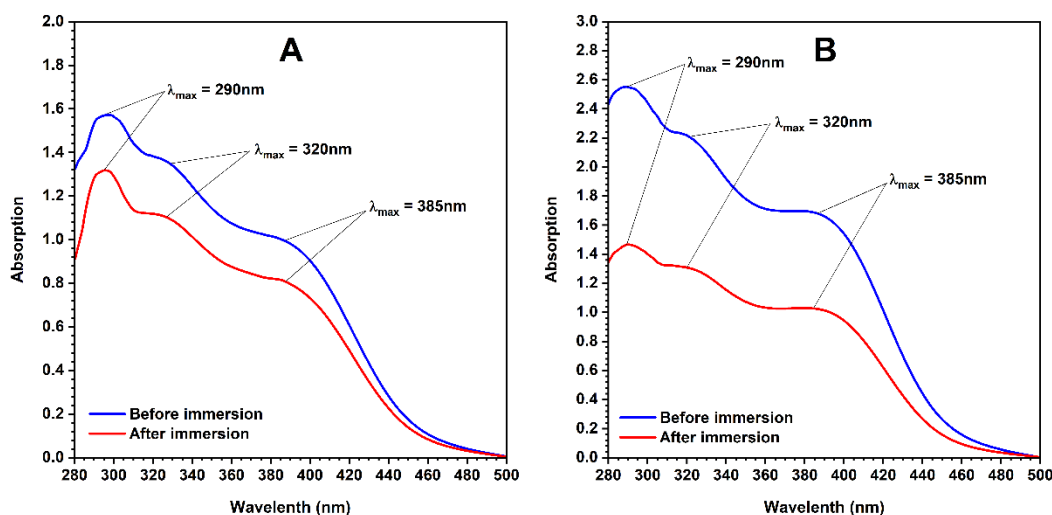 A
2.0
1.8
1.6
1.4
1.2
1.0
0.8
0.6
0.4
0.2
0.0
Absorption
λmax = 290nm
λmax = 320nm
λmax = 385nm
Before immersion
After immersion
280 300 320 340 360 380 400 420 440 460 480 500
Wavelenth (nm)
B
3.0
2.8
2.6
2.4
2.2
2.0
1.8
1.6
1.4
1.2
1.0
0.8
0.6
0.4
0.2
0.0
Absorption
λmax = 290nm
λmax = 320nm
λmax = 385nm
Before immersion
After immersion
280 300 320 340 360 380 400 420 440 460 480 500
Wavelenth (nm)